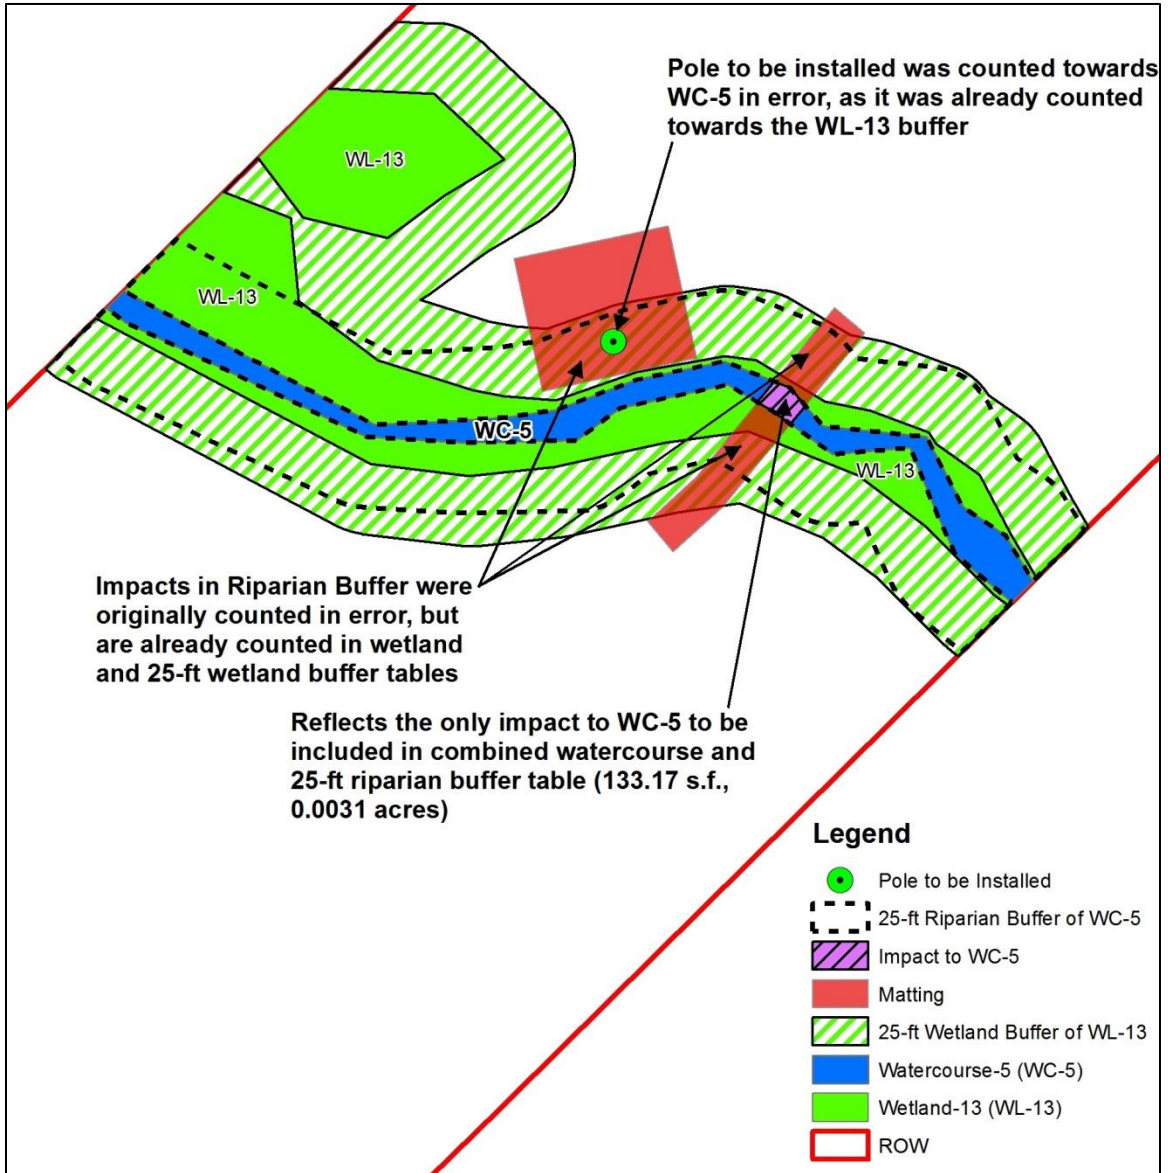 Pole to be installed was counted towards
WC-5 in error, as it was already counted
towards the WL-13 buffer
WL-13
WL-13
WC-5
WL-13
Impacts in Riparian Buffer were
originally counted in error, but
are already counted in wetland
and 25-ft wetland buffer tables
Reflects the only impact to WC-5 to be
included in combined watercourse and
25-ft riparian buffer table (133.17 s.f.,
0.0031 acres)
Legend
Pole to be Installed
25-ft Riparian Buffer of WC-5
Impact to WC-5
Matting
25-ft Wetland Buffer of WL-13
Watercourse-5 (WC-5)
Wetland-13 (WL-13)
ROW